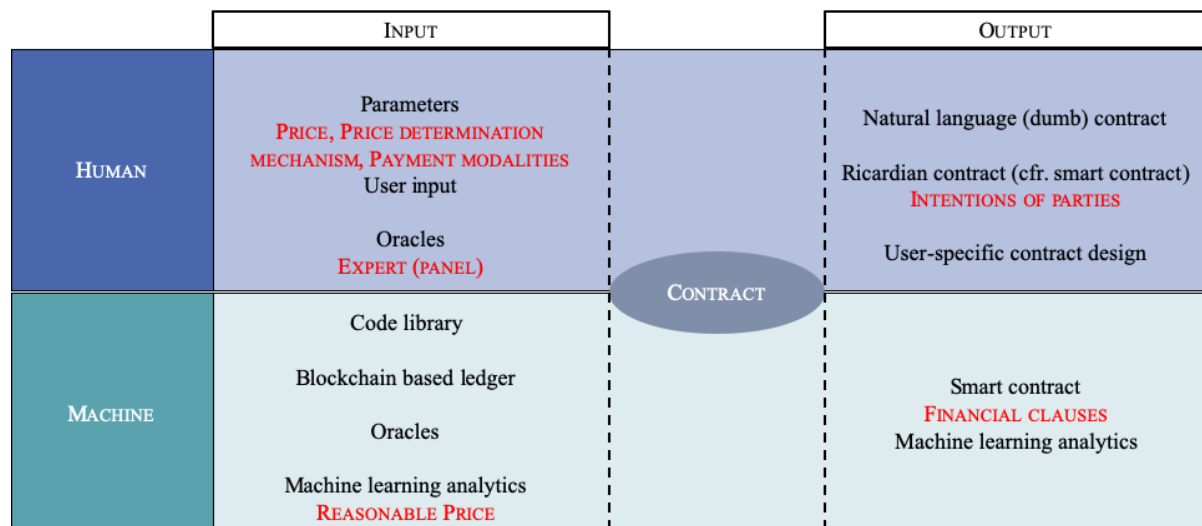 INPUT
OUTPUT
HUMAN
Parameters
PRICE, PRICE DETERMINATION
MECHANISM, PAYMENT MODALITIES
User input
Oracles
EXPERT (PANEL)
Natural language (dumb) contract
Ricardian contract (cfr. smart contract)
INTENTIONS OF PARTIES
User-specific contract design
CONTRACT
MACHINE
Code library
Blockchain based ledger
Oracles
Machine learning analytics
REASONABLE PRICE
Smart contract
FINANCIAL CLAUSES
Machine learning analytics